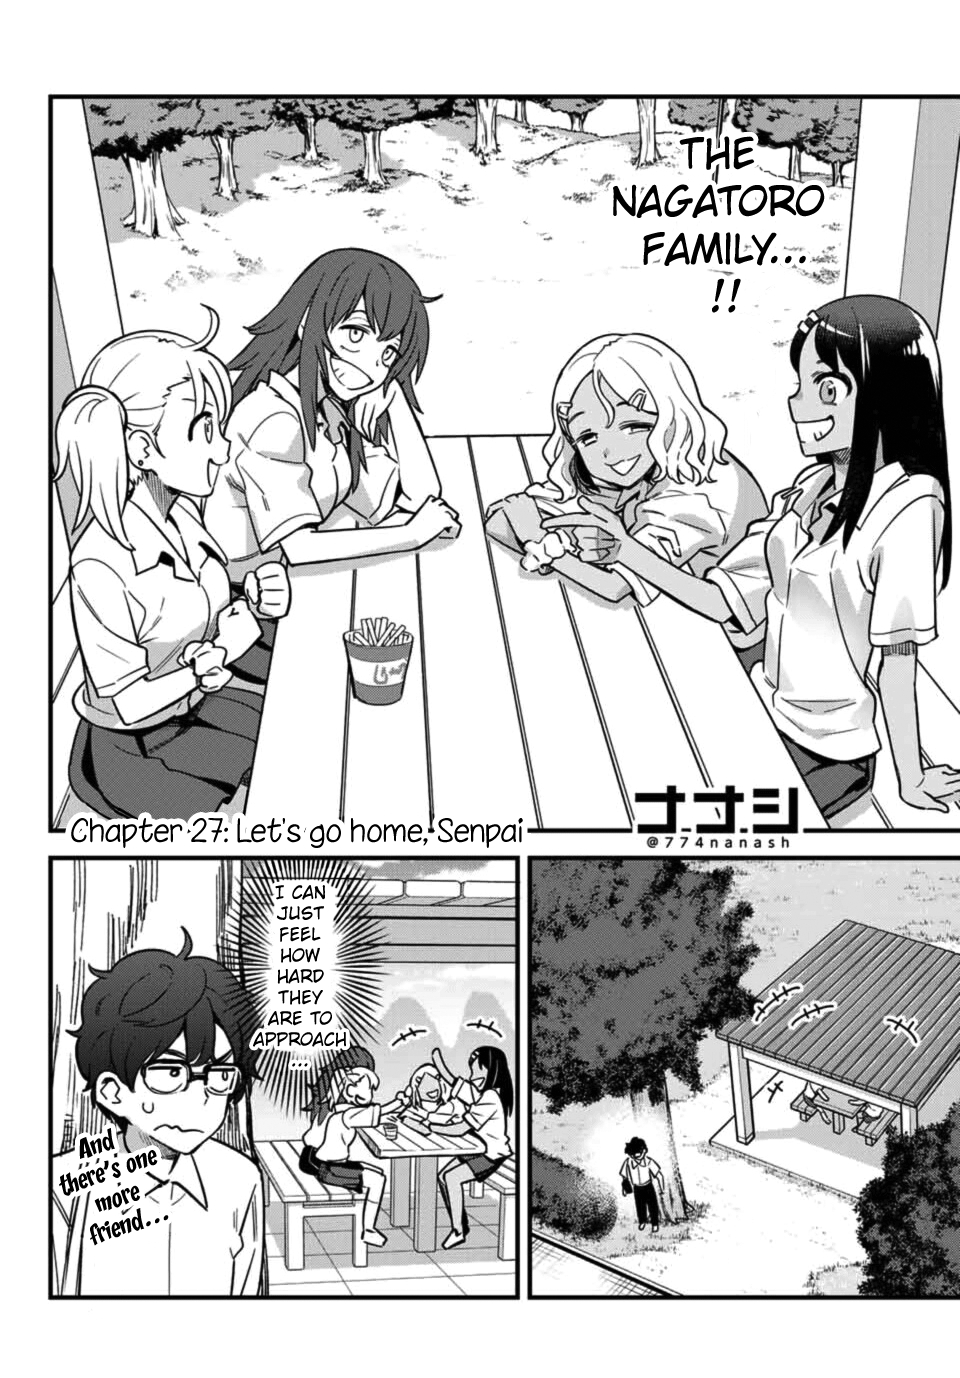 THE
NAGATORO
FAMILY...
!!
Chapter 27: Let's go home, Senpai
ナナシ
@774nanash
I CAN
JUST
FEEL
HOW
HARD
THEY
ARE TO
APPROACH
...
And
there's one
more
friend...